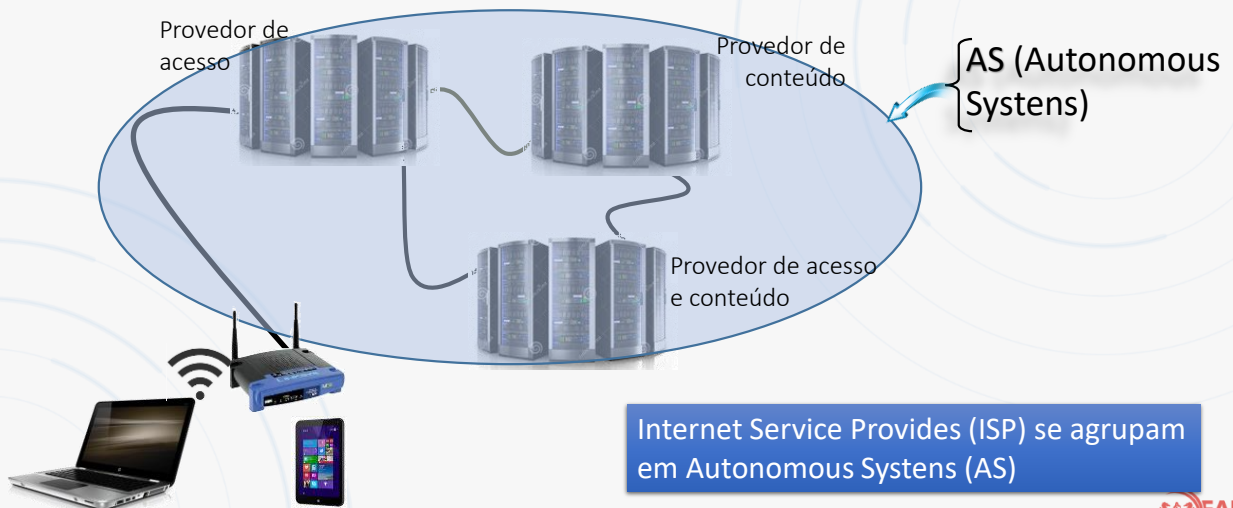 Provedor de
acesso
Provedor de
conteúdo
AS (Autonomous
Systens)
Provedor de acesso
e conteúdo
Internet Service Provides (ISP) se agrupam
em Autonomous Systens (AS)